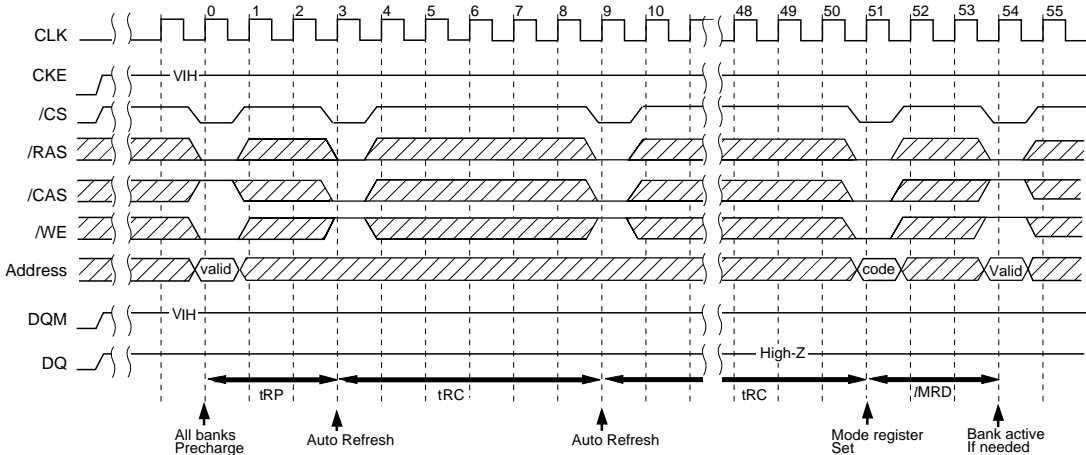 0 1 2 3 4 5 6 7 8 9 10 48 49 50 51 52 53 54 55
CLK
CKE VIH
/CS
/RAS
/CAS
/WE
Address valid code Valid
DQM VIH
DQ High-Z
tRP tRC tRC lMRD
All banks
Precharge
Auto Refresh
Auto Refresh
Mode register
Set
Bank active
If needed